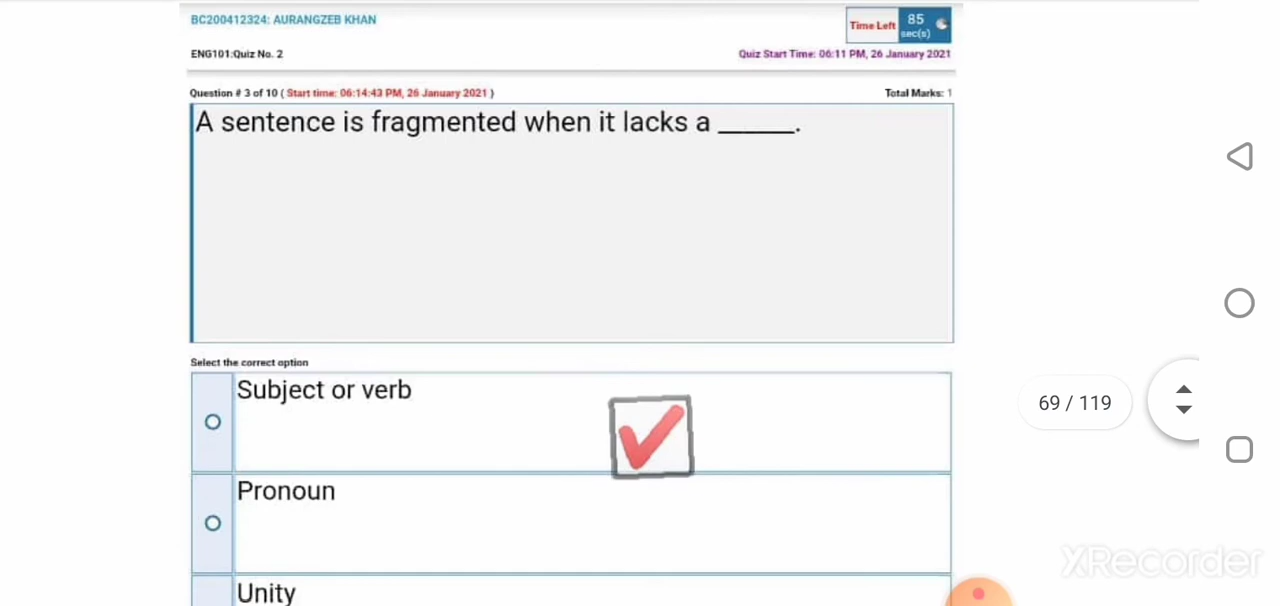 BC200412324: AURANGZEB KHAN
Time Left 85 sec(s)
ENG101:Quiz No. 2
Quiz Start Time: 06:11 PM, 26 January 2021
Question # 3 of 10 ( Start time: 06:14:43 PM, 26 January 2021 )
Total Marks: 1
A sentence is fragmented when it lacks a ______.
Select the correct option
Subject or verb
69 / 119
Pronoun
XRecorder
Unity